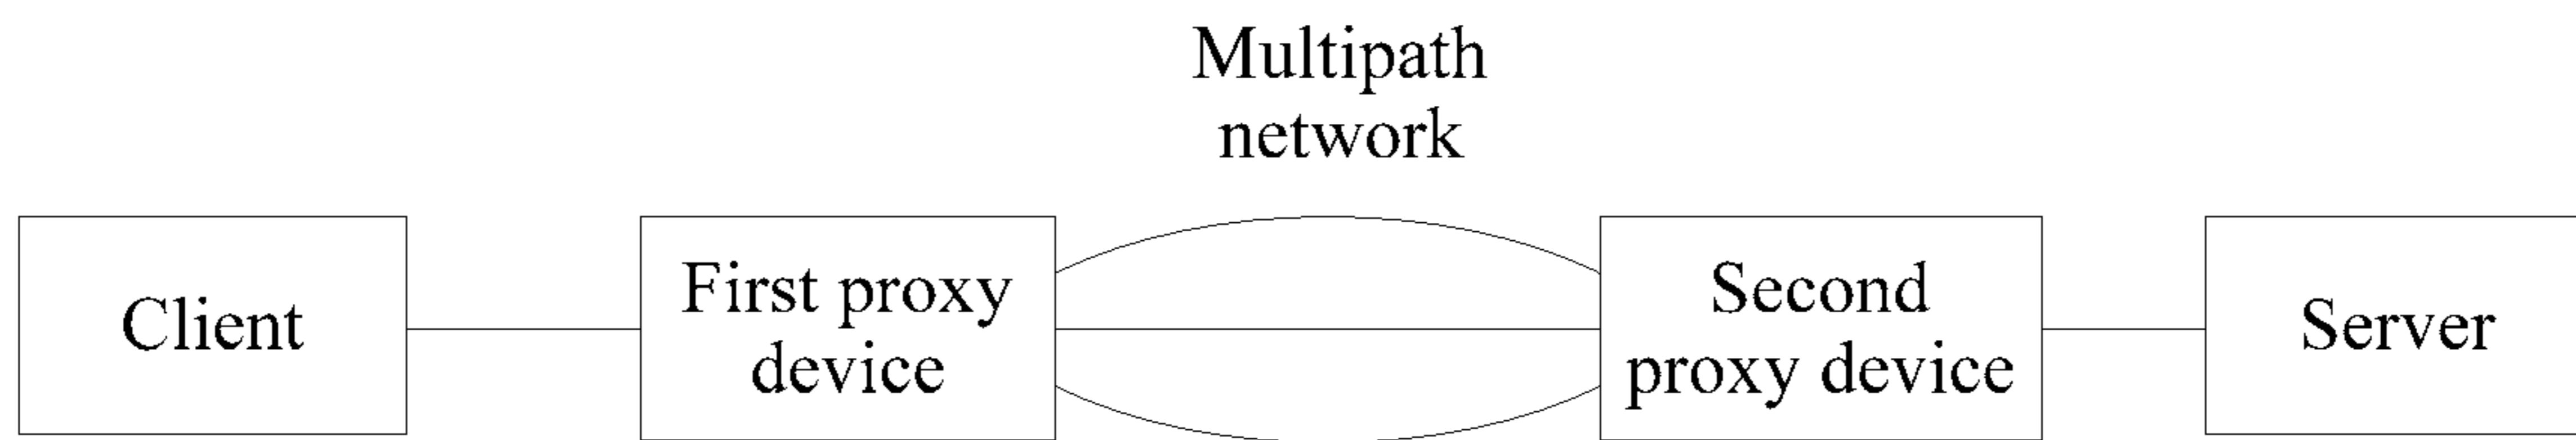 Multipath
network
Client
First proxy
device
Second
proxy device
Server